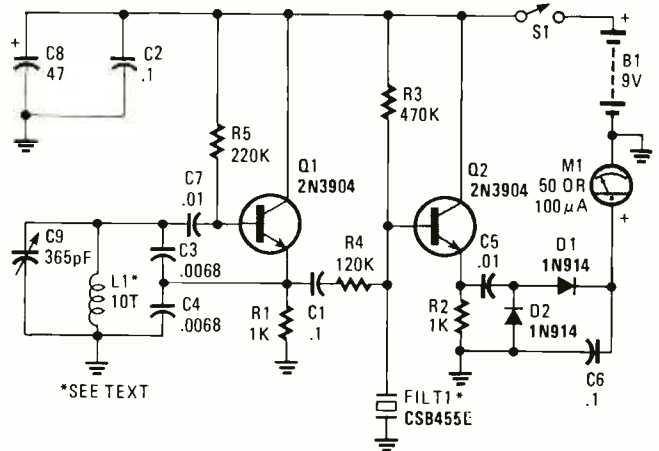 +
C8
47
C2
.1
S1
+
B1
9V
R5
220K
R3
470K
Q1
2N3904
Q2
2N3904
M1
50 OR
100µA
+
C7
.01
C9
365pF
L1*
10T
C3
.0068
C4
.0068
R4
120K
R1
1K
C1
.1
C5
.01
D1
1N914
R2
1K
D2
1N914
C6
.1
*SEE TEXT
FILT1*
CSB455E